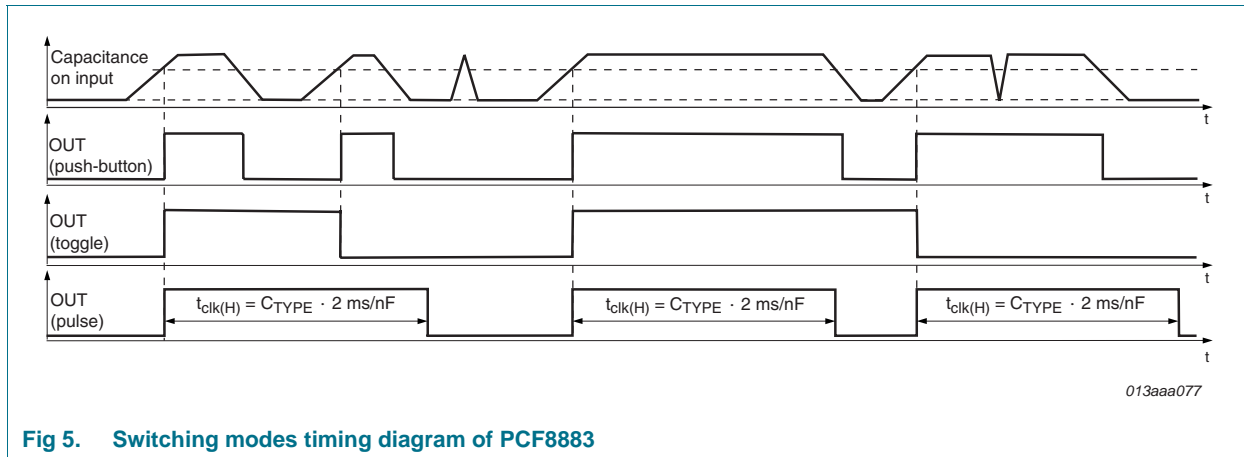 Capacitance
on input
t
OUT
(push-button)
t
OUT
(toggle)
t
OUT
(pulse)
tclk(H) = CTYPE · 2 ms/nF
tclk(H) = CTYPE · 2 ms/nF
tclk(H) = CTYPE · 2 ms/nF
t
013aaa077
Fig 5. Switching modes timing diagram of PCF8883